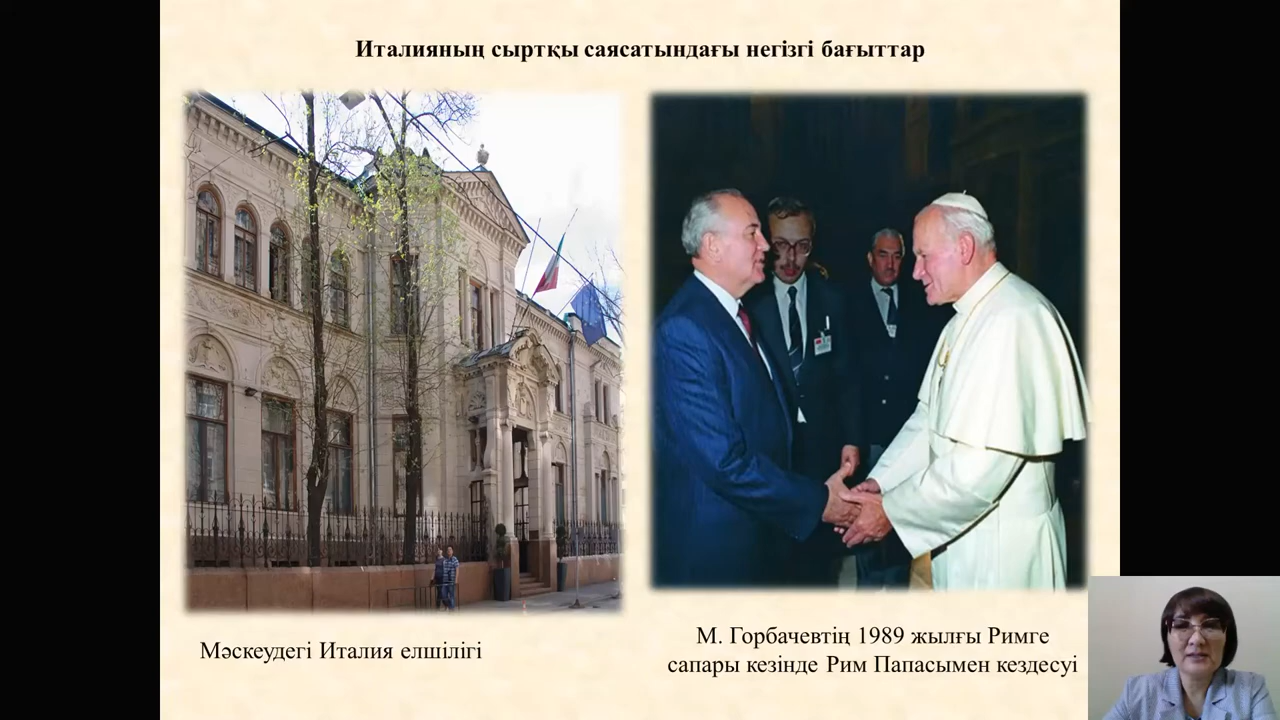 Италияның сыртқы саясатындағы негізгі бағыттар
Мәскеудегі Италия елшілігі
М. Горбачевтің 1989 жылғы Римге
сапары кезінде Рим Папасымен кездесуі